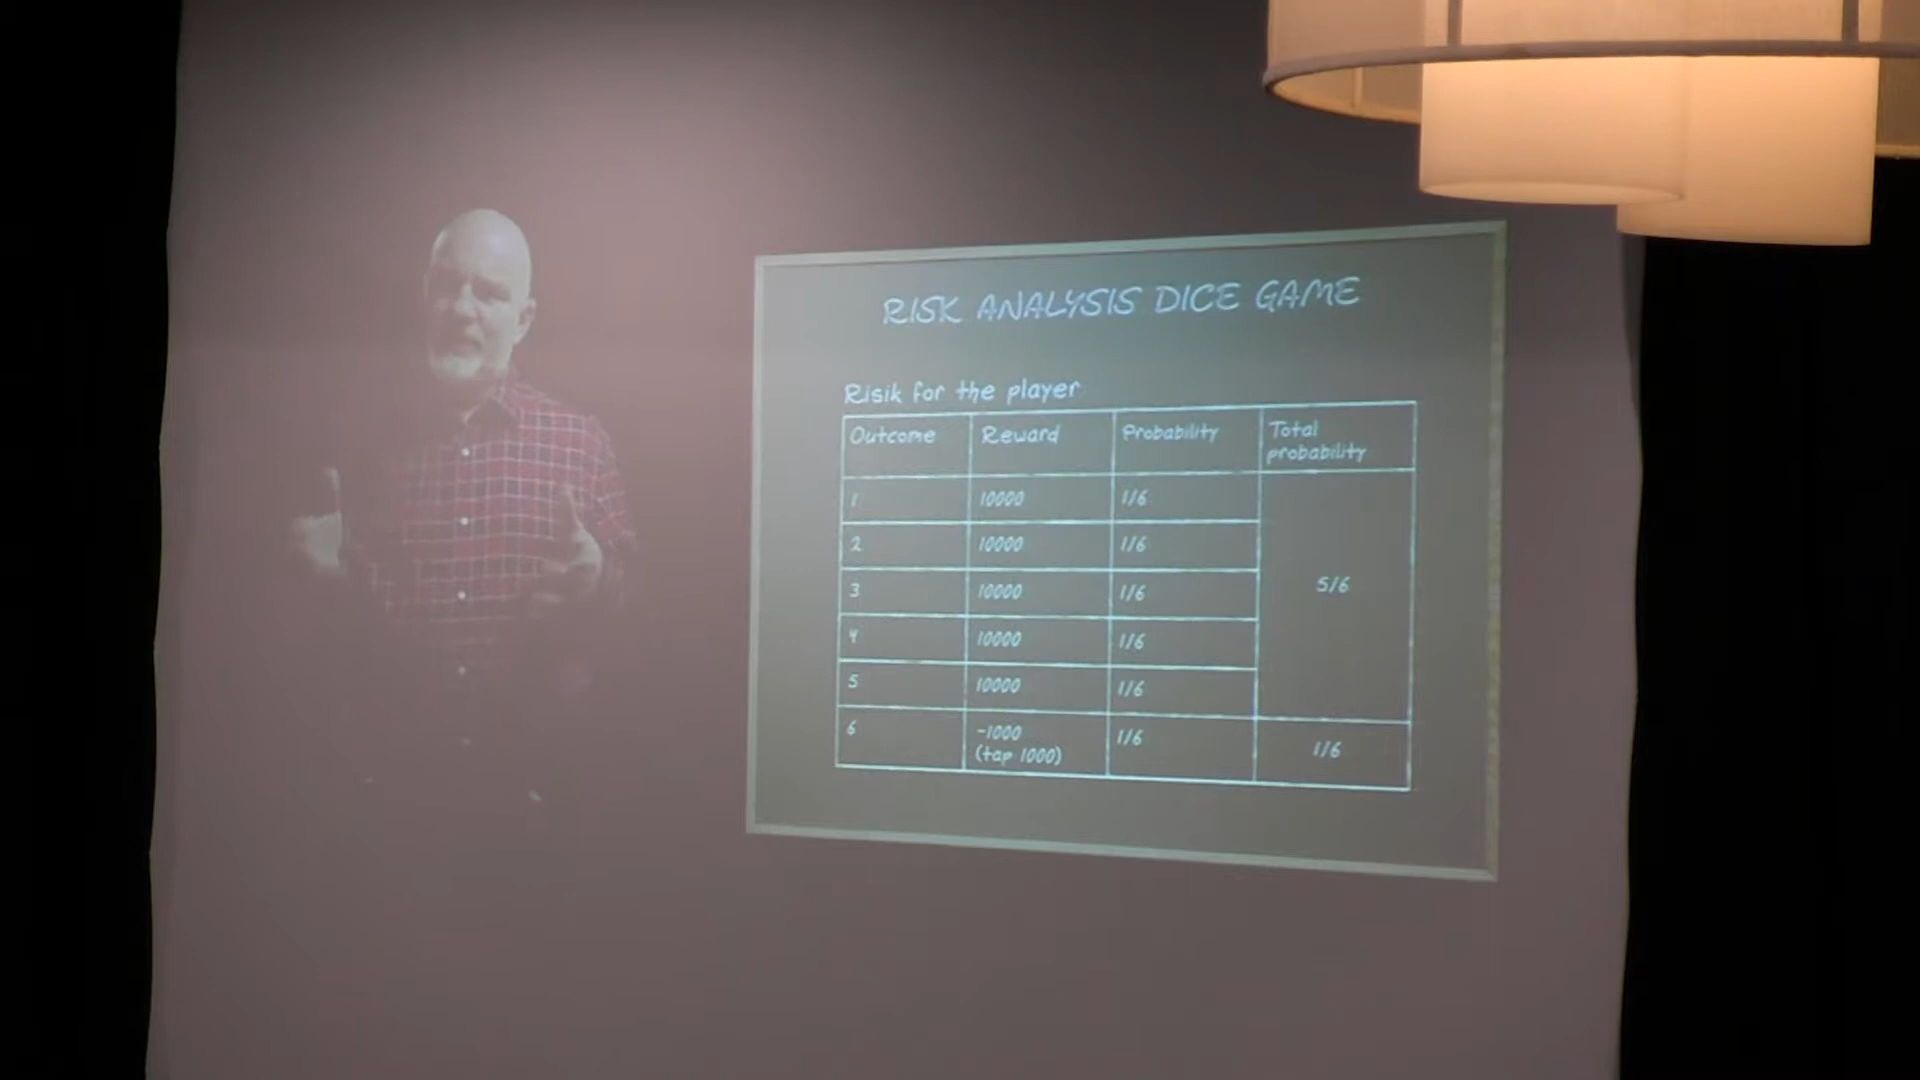 RISK ANALYSIS DICE GAME
Risik for the player
Outcome Reward Probability Total probability
1 10000 1/6
2 10000 1/6
3 10000 1/6 5/6
4 10000 1/6
5 10000 1/6
6 -1000 (tap 1000) 1/6 1/6